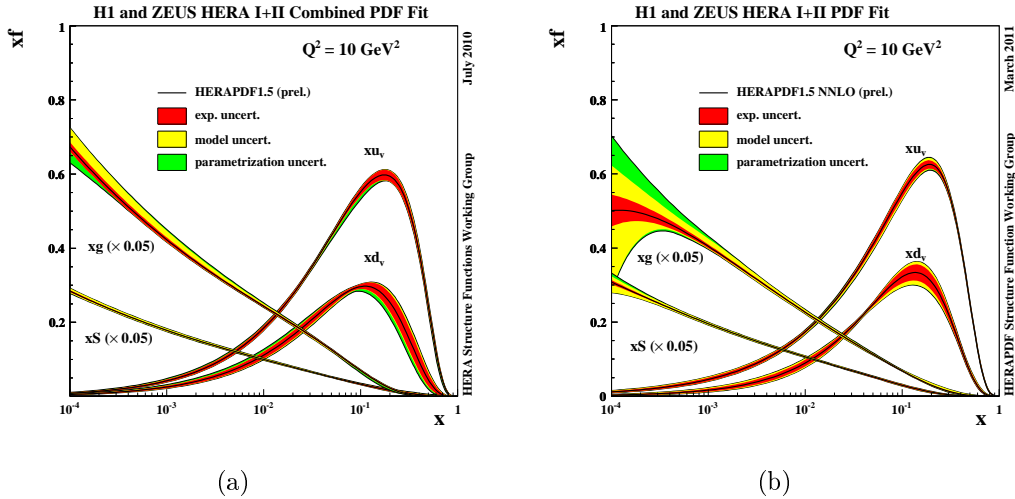 H1 and ZEUS HERA I+II Combined PDF Fit
xf
Q² = 10 GeV²
HERAPDF1.5 (prel.)
exp. uncert.
model uncert.
parametrization uncert.
xuᵥ
xdᵥ
xg (× 0.05)
xS (× 0.05)
1
0.8
0.6
0.4
0.2
0
10⁻⁴
10⁻³
10⁻²
10⁻¹
1
x
HERA Structure Functions Working Group
July 2010
(a)
H1 and ZEUS HERA I+II PDF Fit
xf
Q² = 10 GeV²
HERAPDF1.5 NNLO (prel.)
exp. uncert.
model uncert.
parametrization uncert.
xuᵥ
xdᵥ
xg (× 0.05)
xS (× 0.05)
1
0.8
0.6
0.4
0.2
0
10⁻⁴
10⁻³
10⁻²
10⁻¹
1
x
HERAPDF Structure Function Working Group
March 2011
(b)